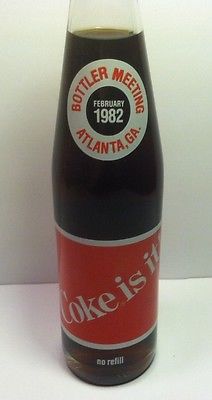 BOTTLER MEETING
FEBRUARY
1982
ATLANTA, GA.
Coke is it
no refill